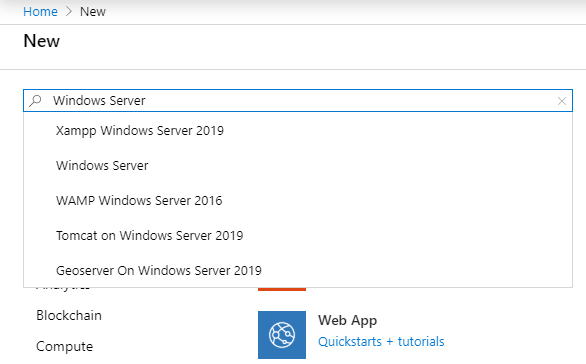 Home > New
New
Windows Server
Xampp Windows Server 2019
Windows Server
WAMP Windows Server 2016
Tomcat on Windows Server 2019
Geoserver On Windows Server 2019
Analytics
Blockchain
Compute
Web App
Quickstarts + tutorials